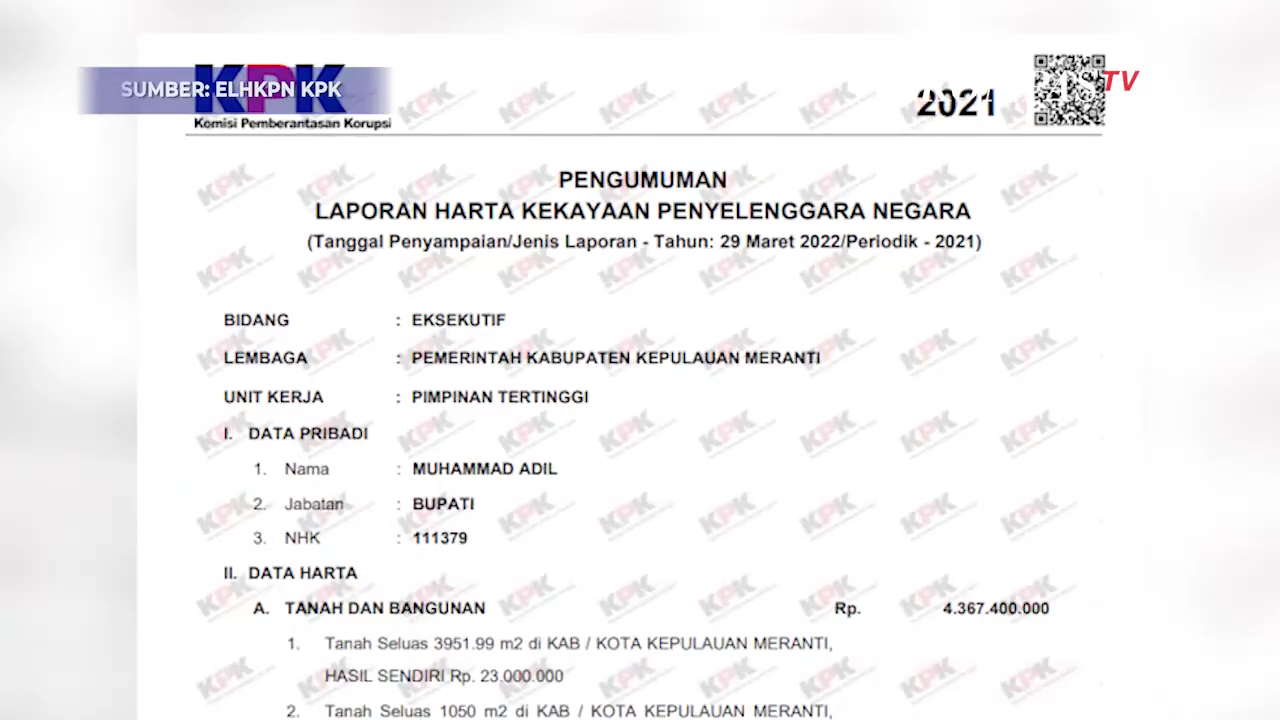 SUMBER: ELHKPN KPK
KPK
Komisi Pemberantasan Korupsi
2021
TV
PENGUMUMAN
LAPORAN HARTA KEKAYAAN PENYELENGGARA NEGARA
(Tanggal Penyampaian/Jenis Laporan - Tahun: 29 Maret 2022/Periodik - 2021)
BIDANG : EKSEKUTIF
LEMBAGA : PEMERINTAH KABUPATEN KEPULAUAN MERANTI
UNIT KERJA : PIMPINAN TERTINGGI
I. DATA PRIBADI
1. Nama : MUHAMMAD ADIL
2. Jabatan : BUPATI
3. NHK : 111379
II. DATA HARTA
A. TANAH DAN BANGUNAN Rp. 4.367.400.000
1. Tanah Seluas 3951.99 m2 di KAB / KOTA KEPULAUAN MERANTI,
HASIL SENDIRI Rp. 23.000.000
2. Tanah Seluas 1050 m2 di KAB / KOTA KEPULAUAN MERANTI,